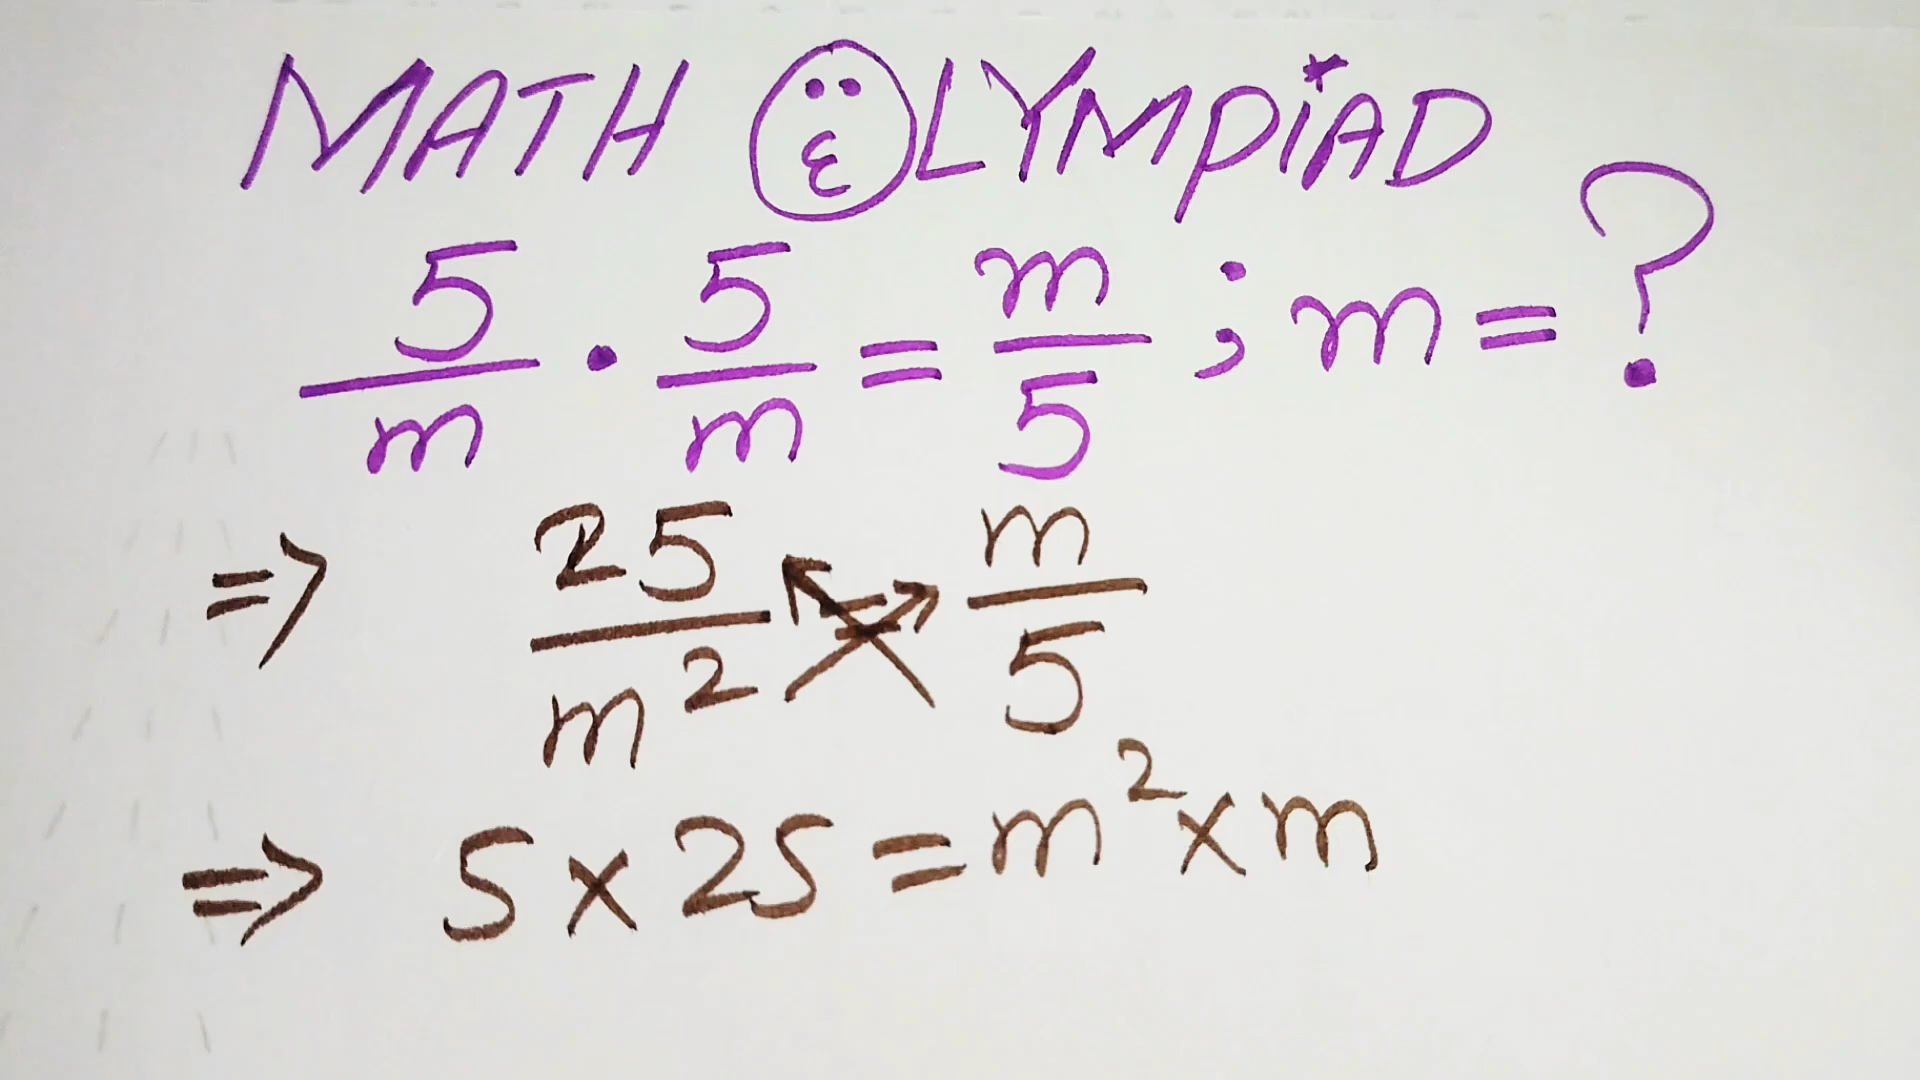 MATH OLYMPiAD
5/m · 5/m = m/5 ; m = ?
=> 25/m² = m/5
=> 5 × 25 = m² × m